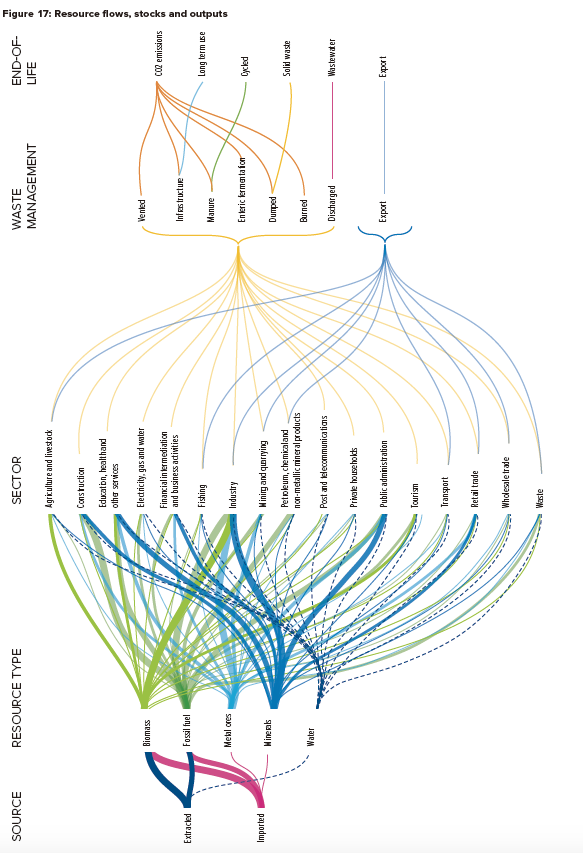 Figure 17: Resource flows, stocks and outputs
END-OF-
LIFE
CO2 emissions
Long term use
Cycled
Solid waste
Wastewater
Export
WASTE
MANAGEMENT
Vented
Infrastructure
Manure
Enteric fermentation
Dumped
Burned
Discharged
Export
SECTOR
Agriculture and livestock
Construction
Education, health and
other services
Electricity, gas and water
Financial intermediation
and business activities
Fishing
Industry
Mining and quarrying
Petroleum, chemical and
non-metallic mineral products
Post and telecommunications
Private households
Public administration
Tourism
Transport
Retail trade
Wholesale trade
Waste
RESOURCE TYPE
Biomass
Fossil fuel
Metal ores
Minerals
Water
SOURCE
Extracted
Imported